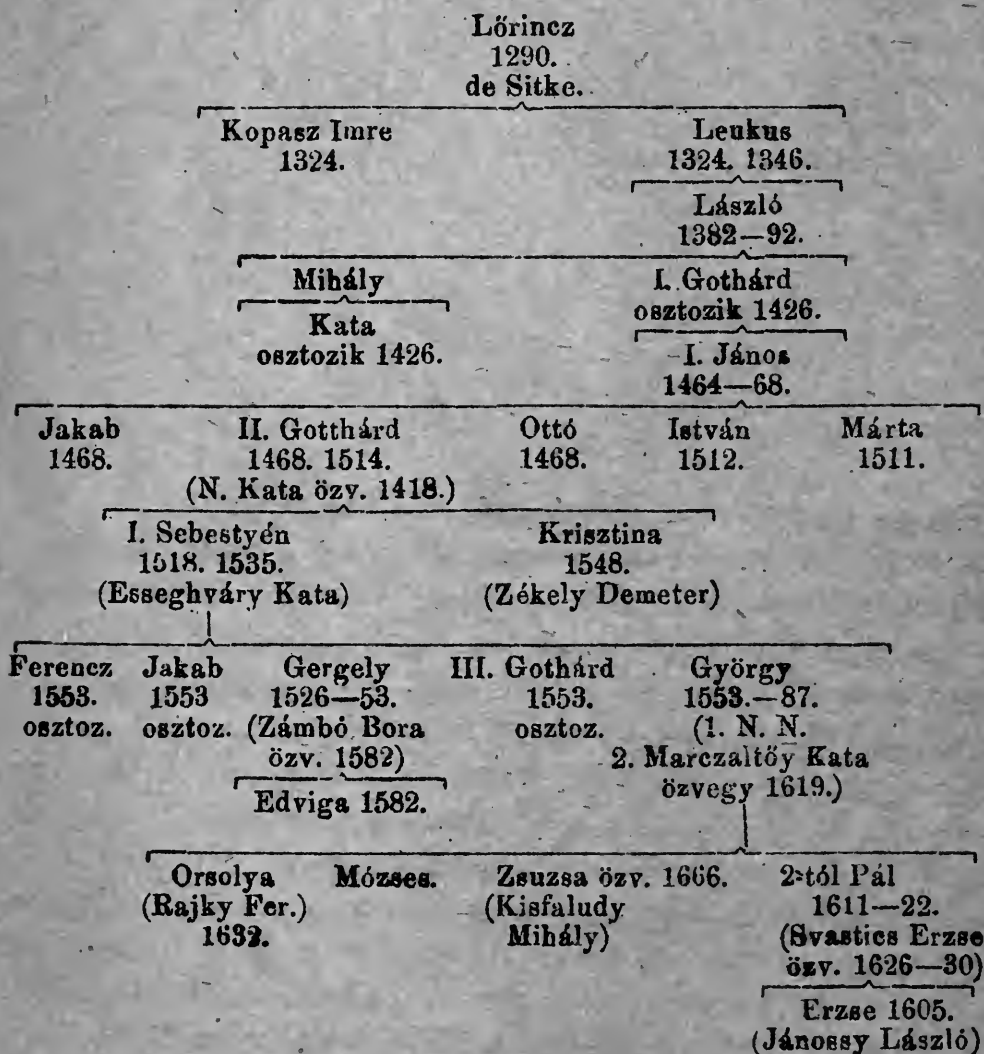 Lőrincz
1290.
de Sitke.
Kopasz Imre Leukus
1324. 1324. 1346.
László
1382—92.
Mihály I. Gothárd
osztozik 1426.
Kata
osztozik 1426.
I. János
1464—68.
Jakab II. Gotthárd Ottó István Márta
1468. 1468. 1514. 1468. 1512. 1511.
(N. Kata özv. 1418.)
I. Sebestyén Krisztina
1518. 1535. 1548.
(Esseghváry Kata) (Zékely Demeter)
Ferencz Jakab Gergely III. Gothárd György
1553. 1553 1526—53. 1553. 1553.—87.
osztoz. osztoz. (Zámbó Bora osztoz. (1. N. N.
özv. 1582) 2. Marczaltőy Kata
Edviga 1582. özvegy 1619.)
Orsolya Mózses. Zsuzsa özv. 1666. 2-tól Pál
(Rajky Fer.) (Kisfaludy 1611—22.
1632. Mihály) (Svastics Erzse
özv. 1626—30)
Erzse 1605.
(Jánossy László)